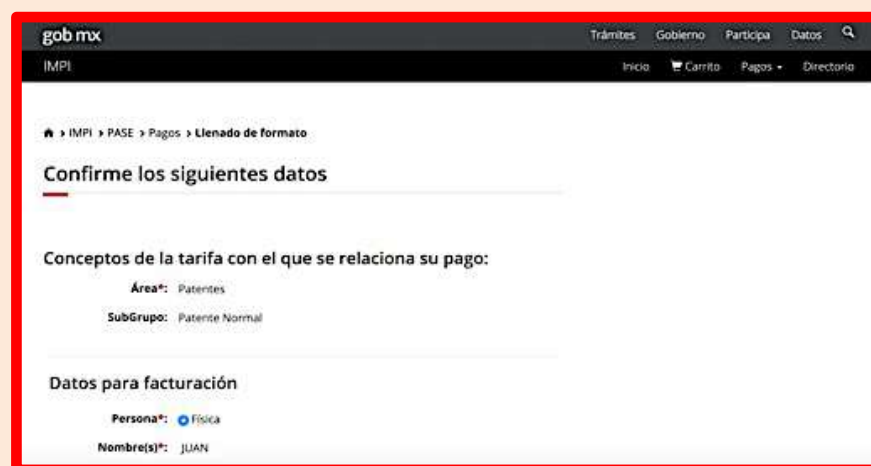 gob mx
Trámites Gobierno Participa Datos
IMPI
Inicio Carrito Pagos
Directorio
> IMPI > PASE > Pagos > Llenado de formato
Confirme los siguientes datos
Conceptos de la tarifa con el que se relaciona su pago:
Área*: Patentes
SubGrupo: Patente Normal
Datos para facturación
Persona*: Física
Nombre(s)*: JUAN